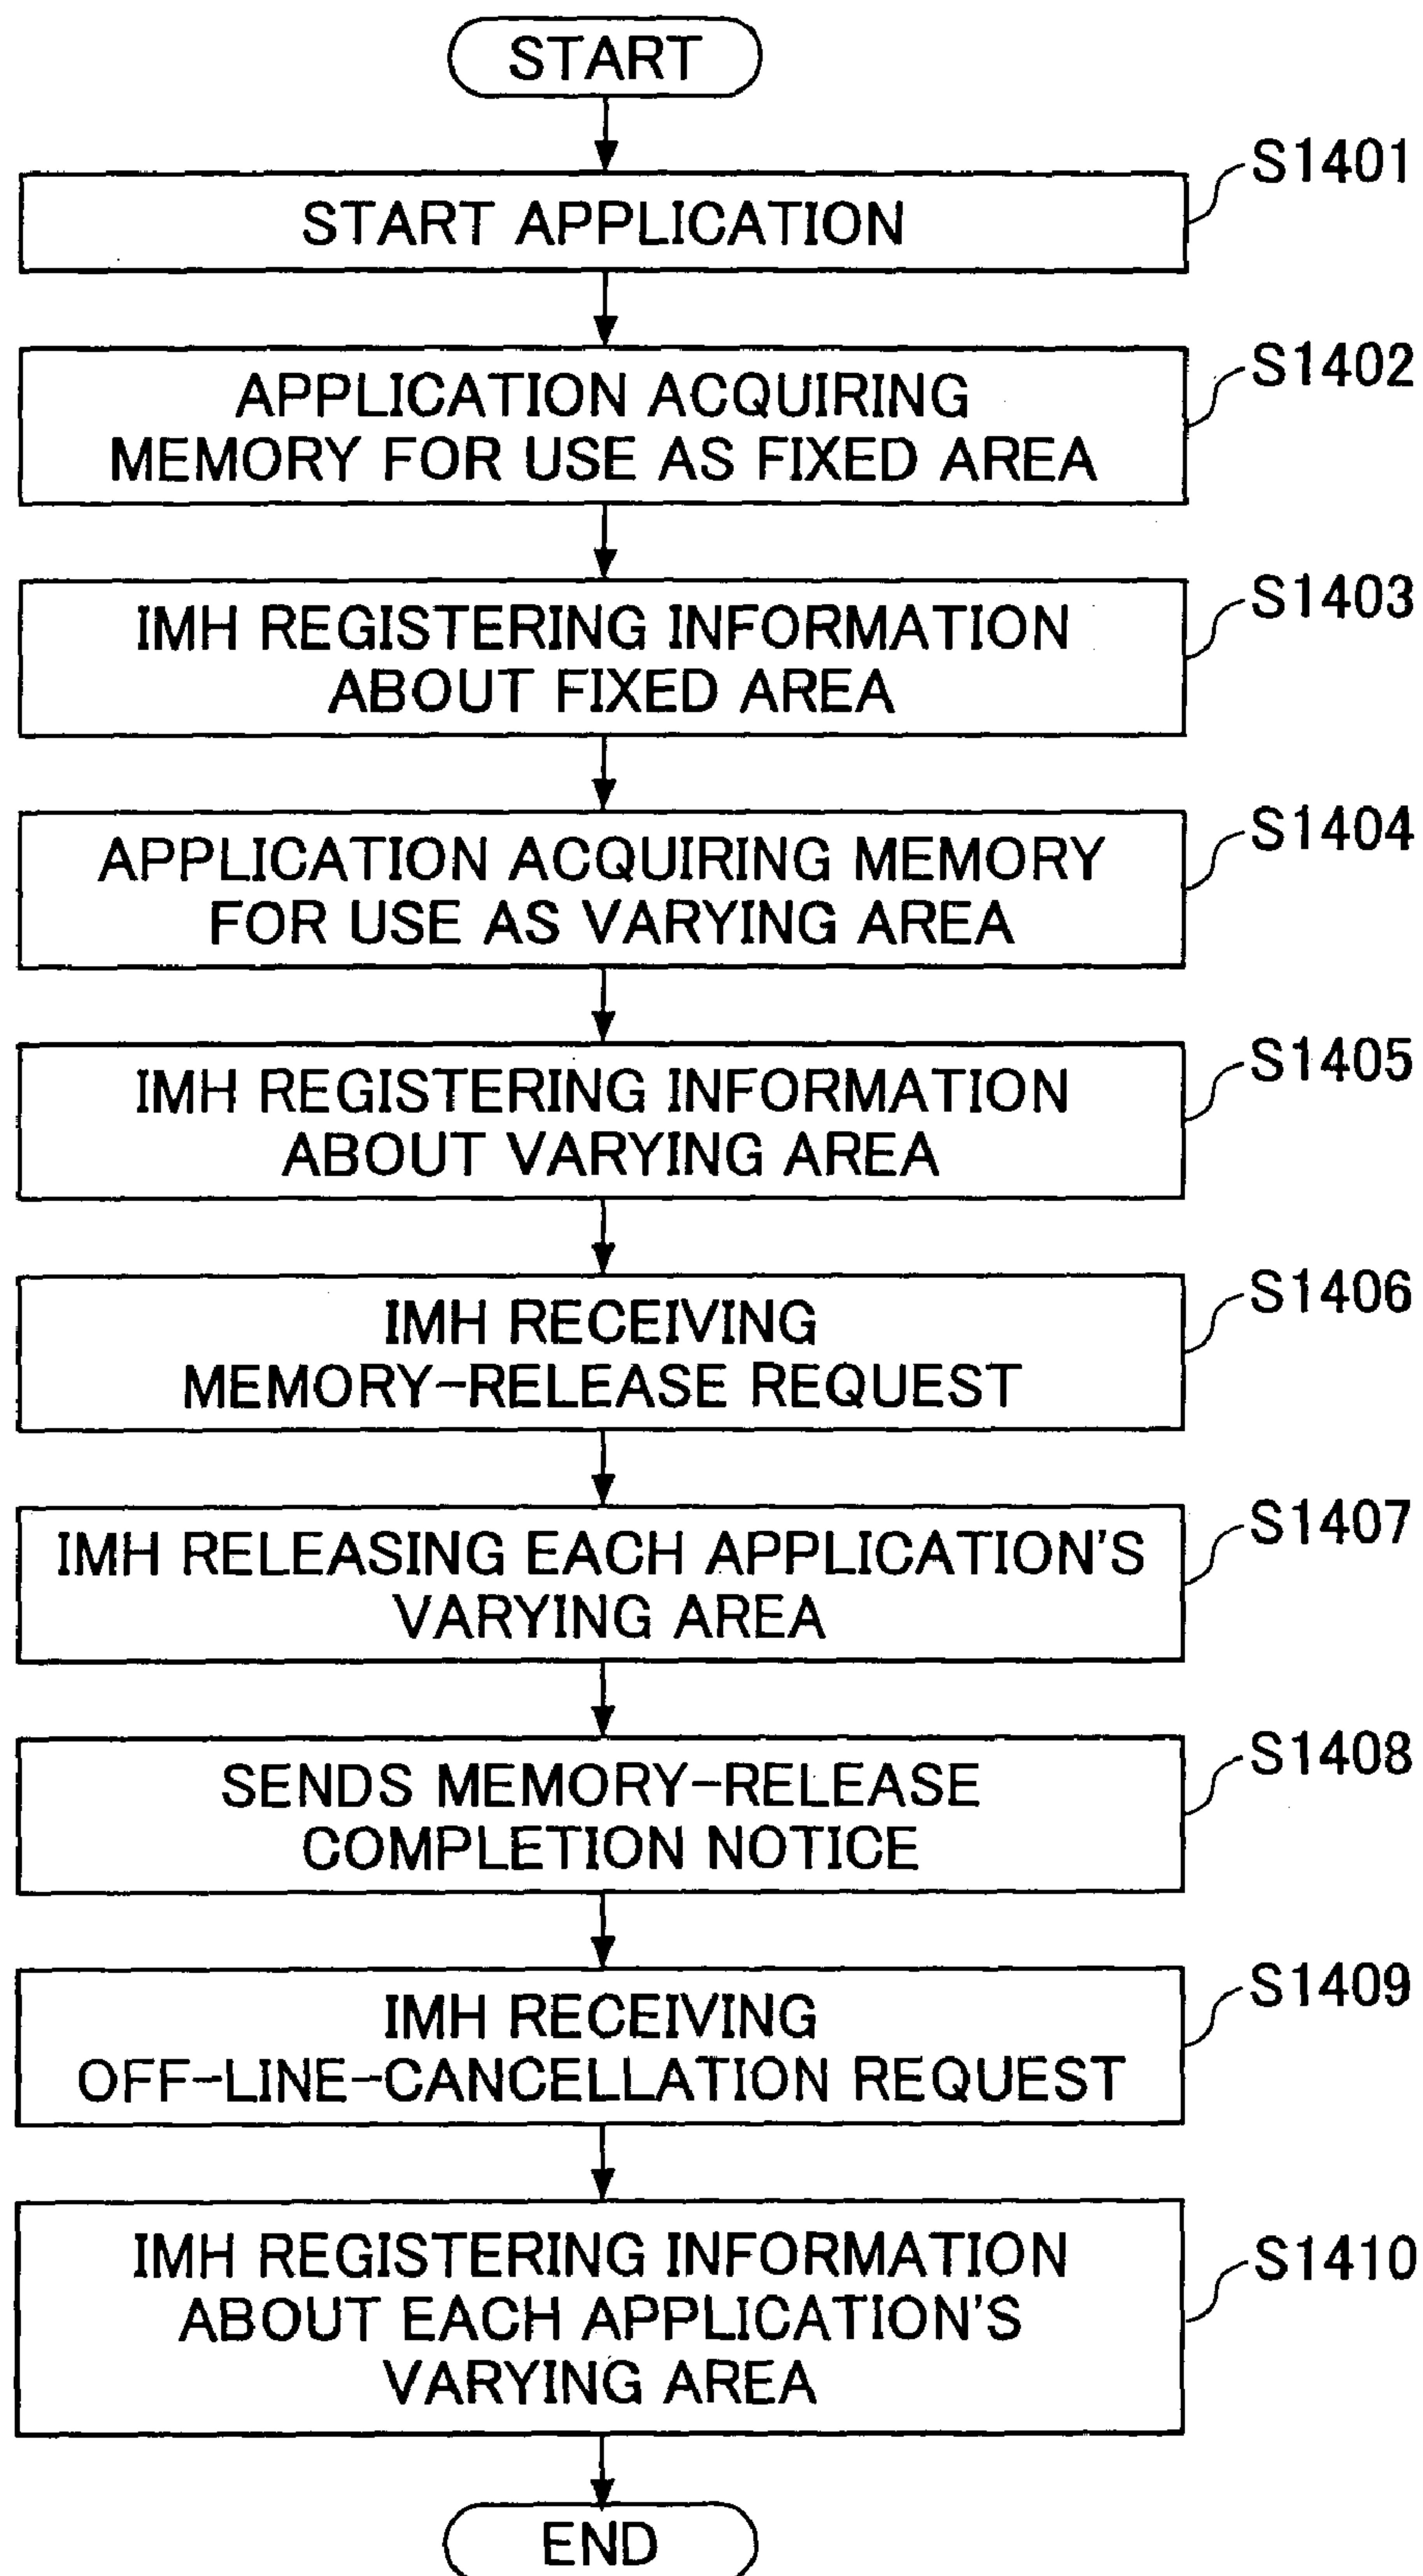 START
S1401
START APPLICATION
S1402
APPLICATION ACQUIRING
MEMORY FOR USE AS FIXED AREA
S1403
IMH REGISTERING INFORMATION
ABOUT FIXED AREA
S1404
APPLICATION ACQUIRING MEMORY
FOR USE AS VARYING AREA
S1405
IMH REGISTERING INFORMATION
ABOUT VARYING AREA
S1406
IMH RECEIVING
MEMORY-RELEASE REQUEST
S1407
IMH RELEASING EACH APPLICATION'S
VARYING AREA
S1408
SENDS MEMORY-RELEASE
COMPLETION NOTICE
S1409
IMH RECEIVING
OFF-LINE-CANCELLATION REQUEST
S1410
IMH REGISTERING INFORMATION
ABOUT EACH APPLICATION'S
VARYING AREA
END